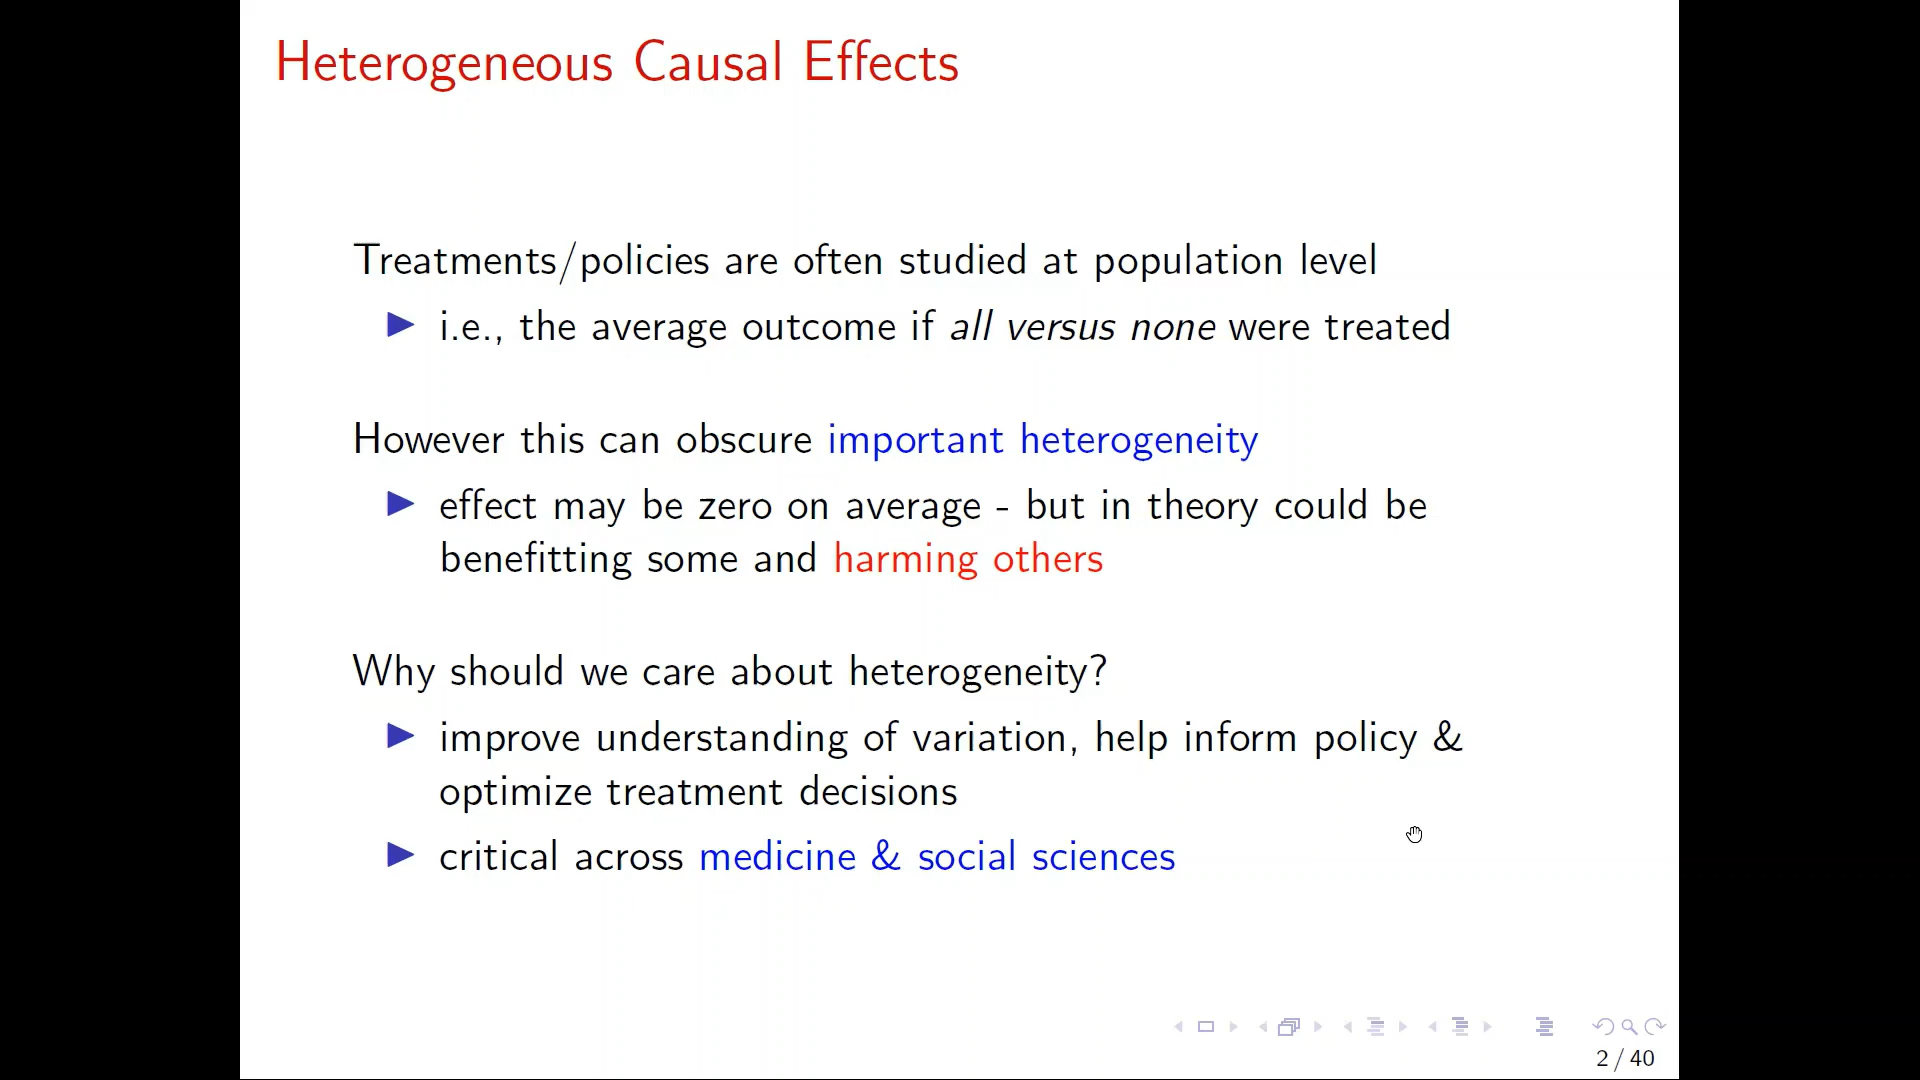 Heterogeneous Causal Effects
Treatments/policies are often studied at population level
▶ i.e., the average outcome if all versus none were treated
However this can obscure important heterogeneity
▶ effect may be zero on average - but in theory could be
benefitting some and harming others
Why should we care about heterogeneity?
▶ improve understanding of variation, help inform policy &
optimize treatment decisions
▶ critical across medicine & social sciences
2 / 40